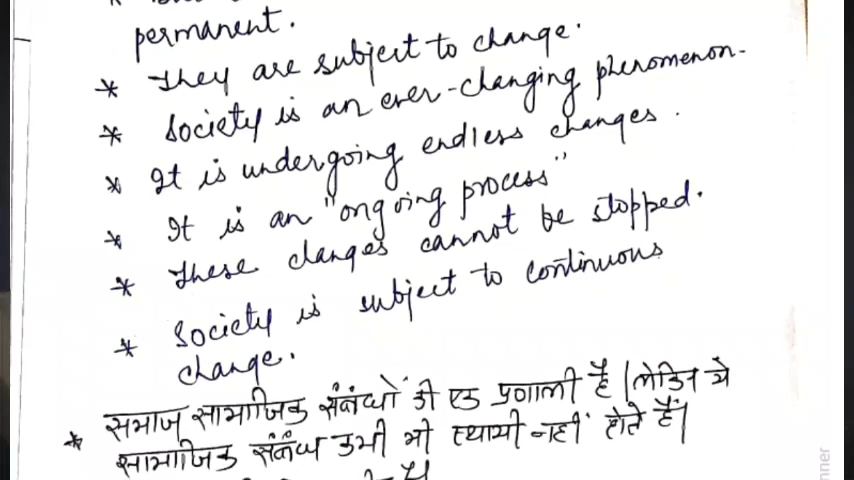 permanent.
* They are subject to change.
* Society is an ever-changing phenomenon.
* It is undergoing endless changes.
* It is an "ongoing process"
* These changes cannot be stopped.
* Society is subject to continuous
change.
* समाज सामाजिक संबंधों की एक प्रणाली है। लेकिन ये
सामाजिक संबंध कभी भी स्थायी नहीं होते हैं।
nner